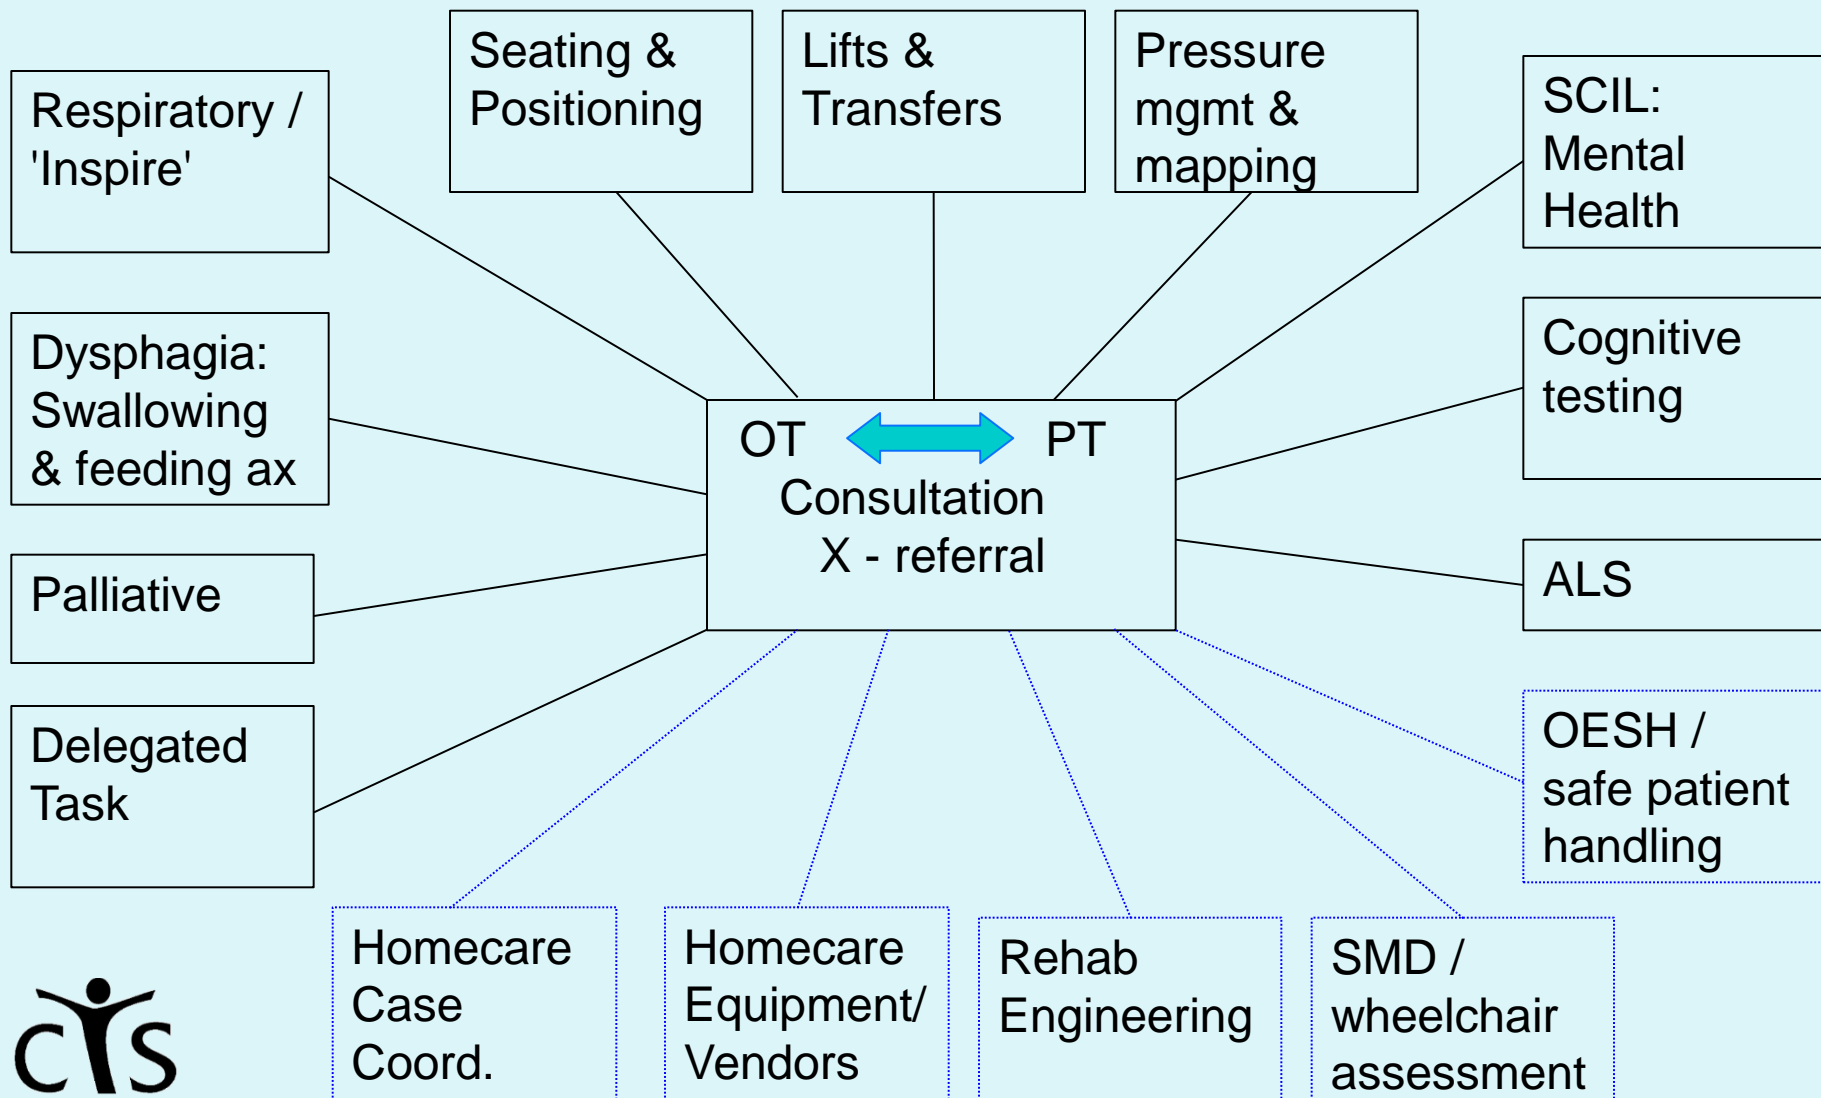 Respiratory /
'Inspire'
Seating &
Positioning
Lifts &
Transfers
Pressure
mgmt &
mapping
SCIL:
Mental
Health
Dysphagia:
Swallowing
& feeding ax
Cognitive
testing
OT PT
Consultation
X - referral
Palliative
ALS
Delegated
Task
OESH /
safe patient
handling
Homecare
Case
Coord.
Homecare
Equipment/
Vendors
Rehab
Engineering
SMD /
wheelchair
assessment
cTs